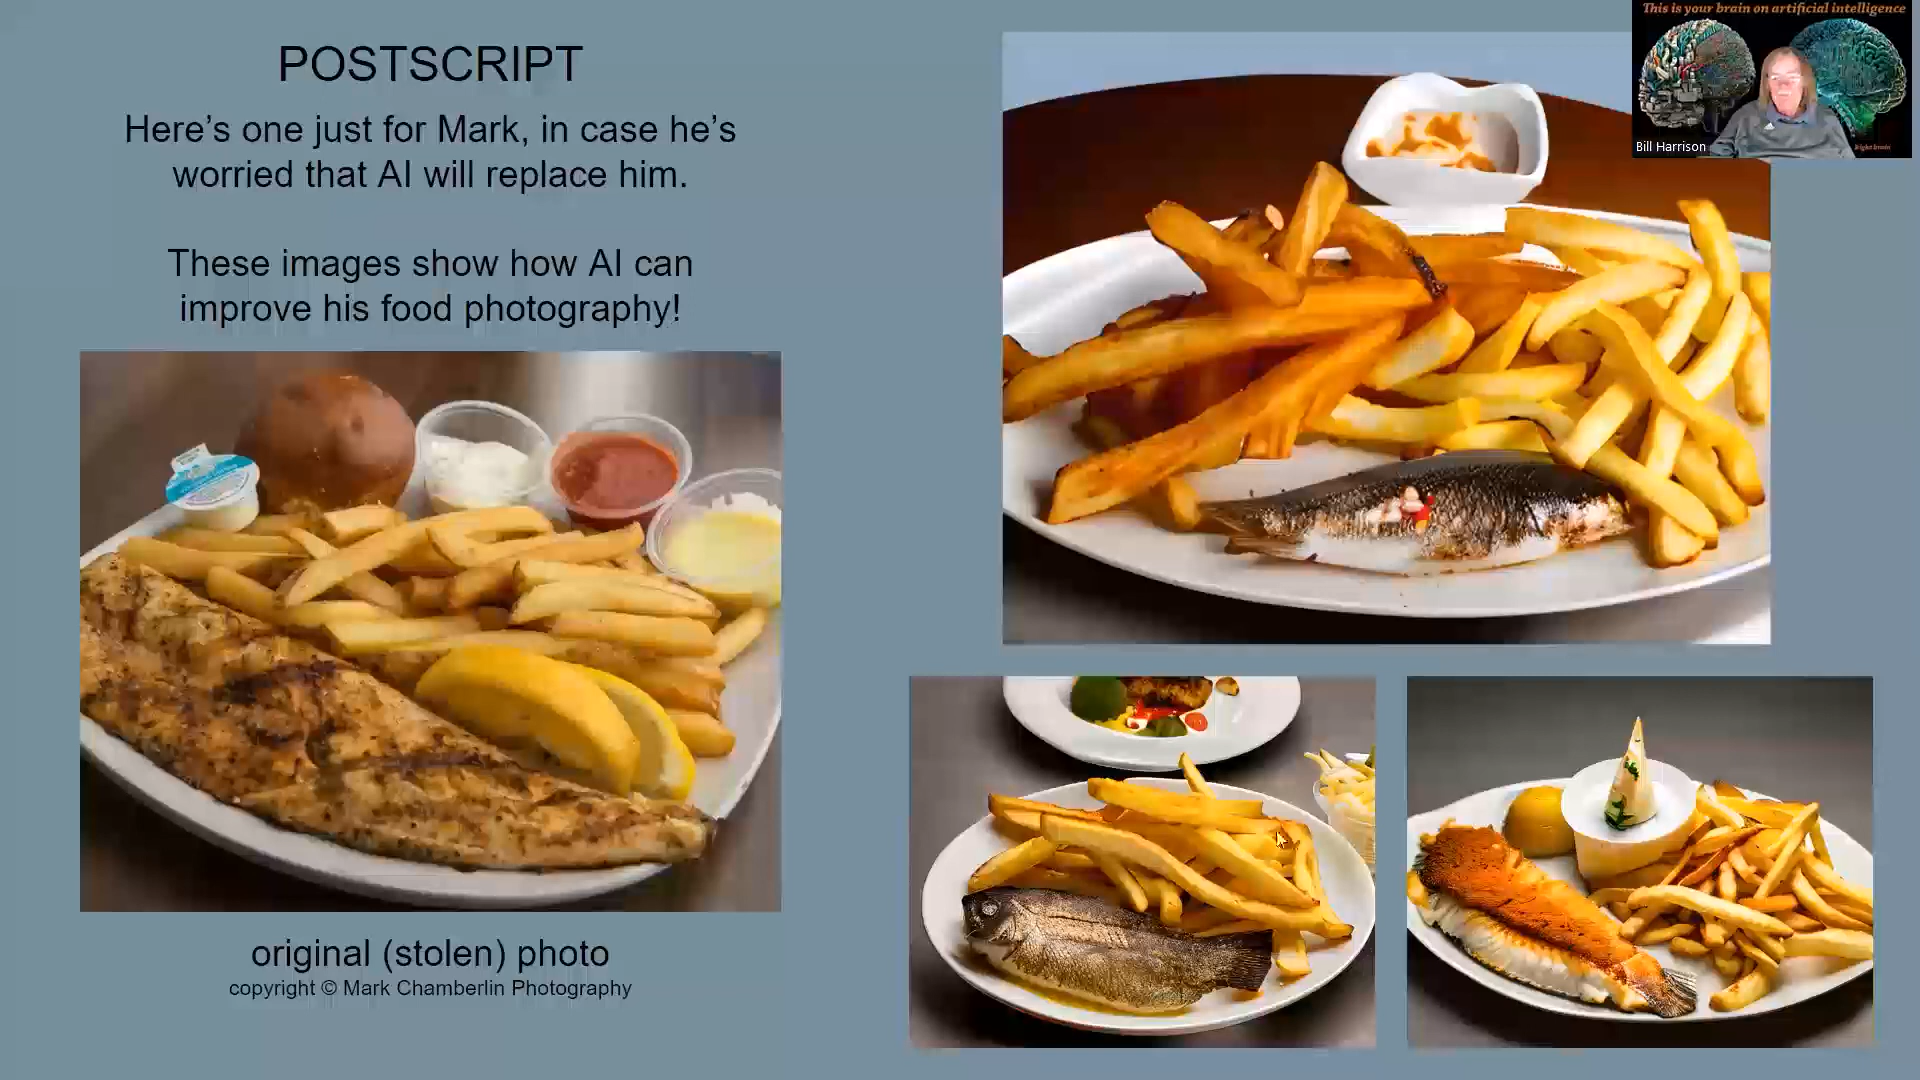 POSTSCRIPT
Here's one just for Mark, in case he's
worried that AI will replace him.
These images show how AI can
improve his food photography!
original (stolen) photo
copyright © Mark Chamberlin Photography
This is your brain on artificial intelligence
Bill Harrison
Right brain